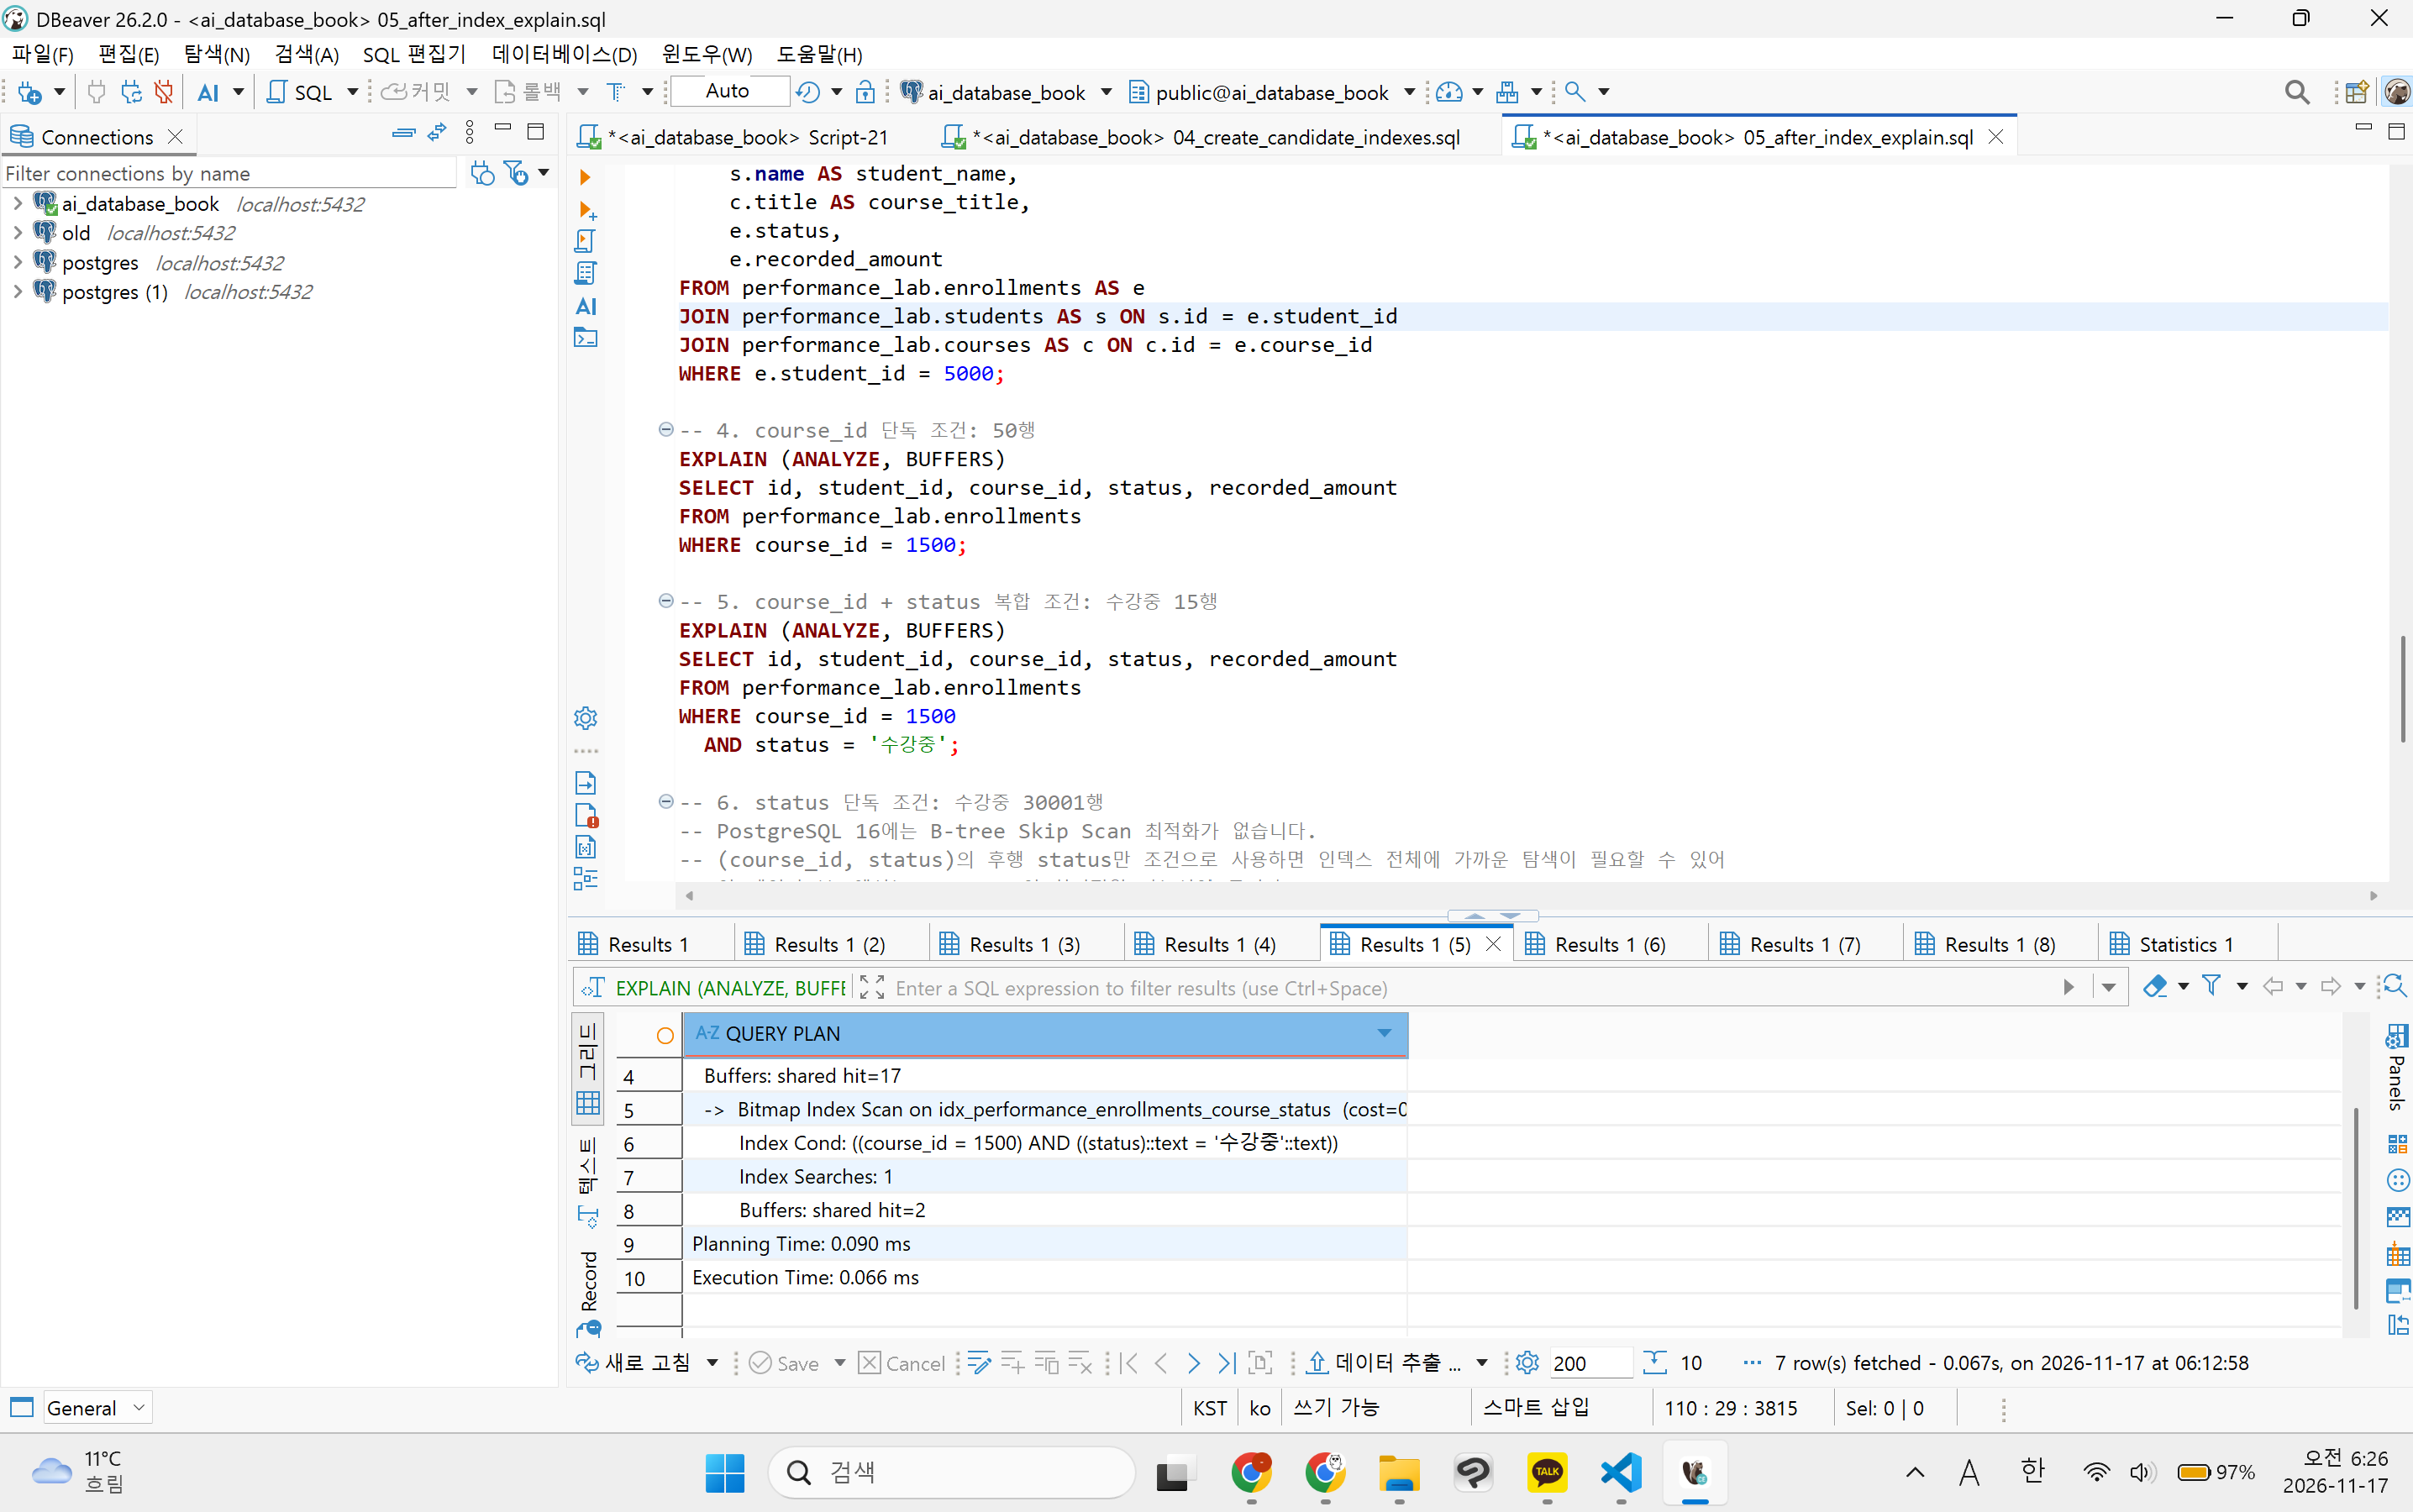 DBeaver 26.2.0 - <ai_database_book> 05_after_index_explain.sql
파일(F) 편집(E) 탐색(N) 검색(A) SQL 편집기 데이터베이스(D) 윈도우(W) 도움말(H)
AI SQL 커밋 롤백 Auto ai_database_book public@ai_database_book
Connections
Filter connections by name
ai_database_book localhost:5432
old localhost:5432
postgres localhost:5432
postgres (1) localhost:5432
*<ai_database_book> Script-21
*<ai_database_book> 04_create_candidate_indexes.sql
*<ai_database_book> 05_after_index_explain.sql
AI
s.name AS student_name,
c.title AS course_title,
e.status,
e.recorded_amount
FROM performance_lab.enrollments AS e
JOIN performance_lab.students AS s ON s.id = e.student_id
JOIN performance_lab.courses AS c ON c.id = e.course_id
WHERE e.student_id = 5000;
-- 4. course_id 단독 조건: 50행
EXPLAIN (ANALYZE, BUFFERS)
SELECT id, student_id, course_id, status, recorded_amount
FROM performance_lab.enrollments
WHERE course_id = 1500;
-- 5. course_id + status 복합 조건: 수강중 15행
EXPLAIN (ANALYZE, BUFFERS)
SELECT id, student_id, course_id, status, recorded_amount
FROM performance_lab.enrollments
WHERE course_id = 1500
AND status = '수강중';
-- 6. status 단독 조건: 수강중 30001행
-- PostgreSQL 16에는 B-tree Skip Scan 최적화가 없습니다.
-- (course_id, status)의 후행 status만 조건으로 사용하면 인덱스 전체에 가까운 탐색이 필요할 수 있어
Results 1
Results 1 (2)
Results 1 (3)
Results 1 (4)
Results 1 (5)
Results 1 (6)
Results 1 (7)
Results 1 (8)
Statistics 1
EXPLAIN (ANALYZE, BUFFE
Enter a SQL expression to filter results (use Ctrl+Space)
그리드
텍스트
Record
A-Z QUERY PLAN
4 Buffers: shared hit=17
5 -> Bitmap Index Scan on idx_performance_enrollments_course_status (cost=0
6 Index Cond: ((course_id = 1500) AND ((status)::text = '수강중'::text))
7 Index Searches: 1
8 Buffers: shared hit=2
9 Planning Time: 0.090 ms
10 Execution Time: 0.066 ms
Panels
새로 고침 Save Cancel 데이터 추출 ... 200 10 ··· 7 row(s) fetched - 0.067s, on 2026-11-17 at 06:12:58
General
KST ko 쓰기 가능 스마트 삽입 110 : 29 : 3815 Sel: 0 | 0
11°C
흐림
검색
TALK
A 한 97%
오전 6:26
2026-11-17